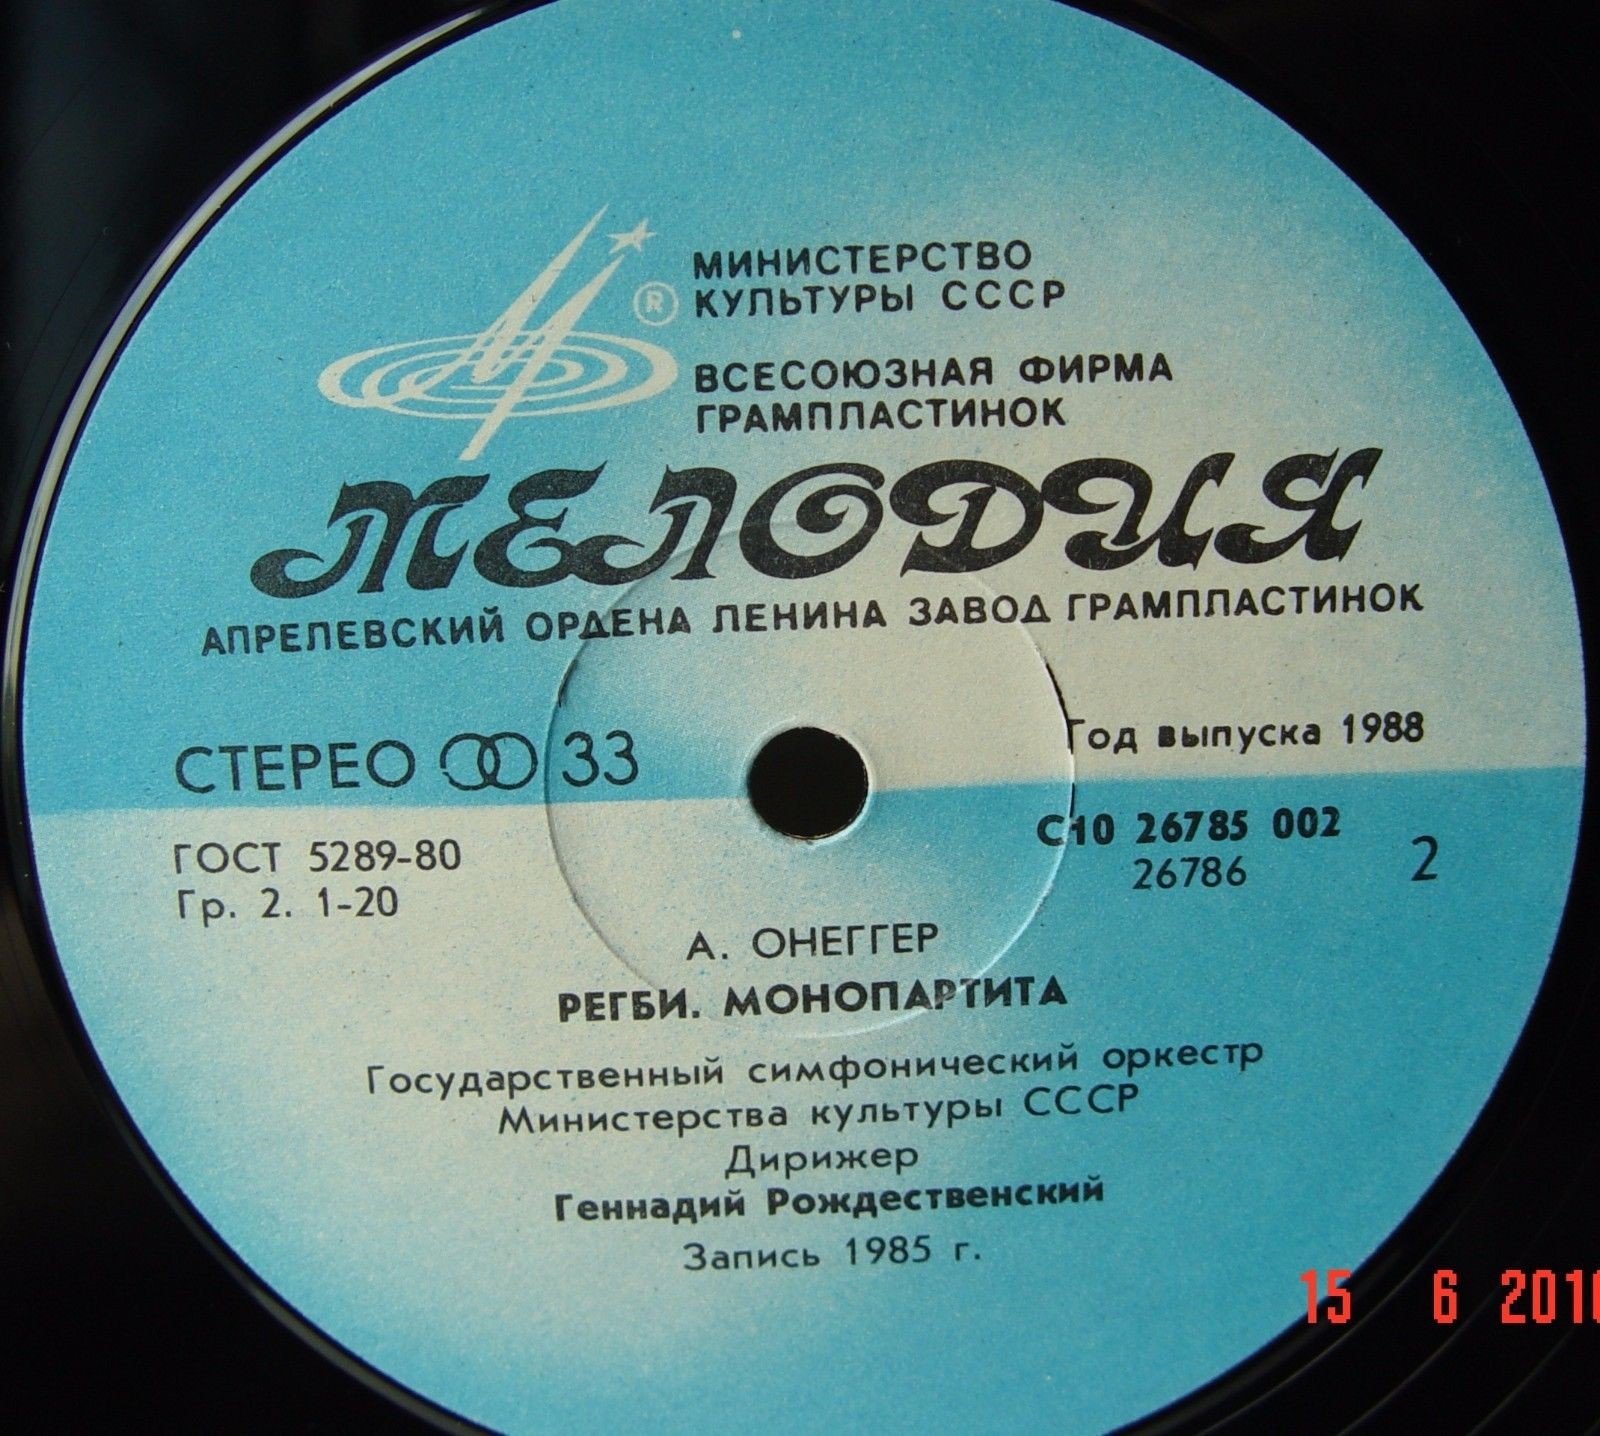 МИНИСТЕРСТВО
КУЛЬТУРЫ СССР
®
ВСЕСОЮЗНАЯ ФИРМА
ГРАМПЛАСТИНОК
МЕЛОДИЯ
АПРЕЛЕВСКИЙ ОРДЕНА ЛЕНИНА ЗАВОД ГРАМПЛАСТИНОК
СТЕРЕО 33
Год выпуска 1988
ГОСТ 5289-80
Гр. 2. 1-20
С10 26785 002
26786
2
А. ОНЕГГЕР
РЕГБИ. МОНОПАРТИТА
Государственный симфонический оркестр
Министерства культуры СССР
Дирижер
Геннадий Рождественский
Запись 1985 г.
15 6 2010